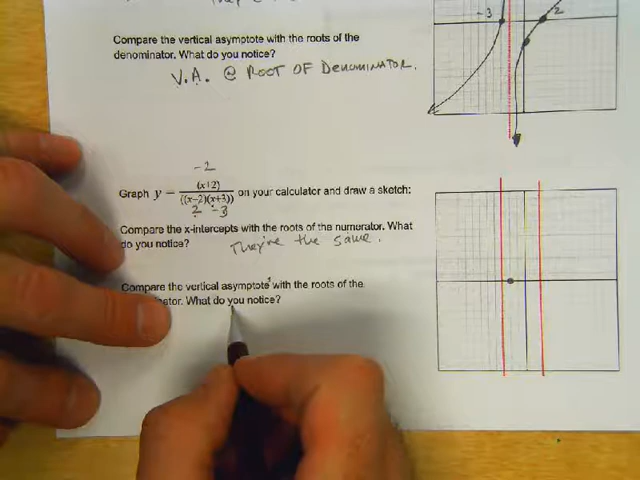 -3
2
Compare the vertical asymptote with the roots of the
denominator. What do you notice?
V.A. @ ROOT OF DENOMINATOR.
-2
Graph y = (x+2)/((x-2)(x+3)) on your calculator and draw a sketch:
2 -3
Compare the x-intercepts with the roots of the numerator. What
do you notice?
They're the same.
Compare the vertical asymptote with the roots of the
What do you notice?